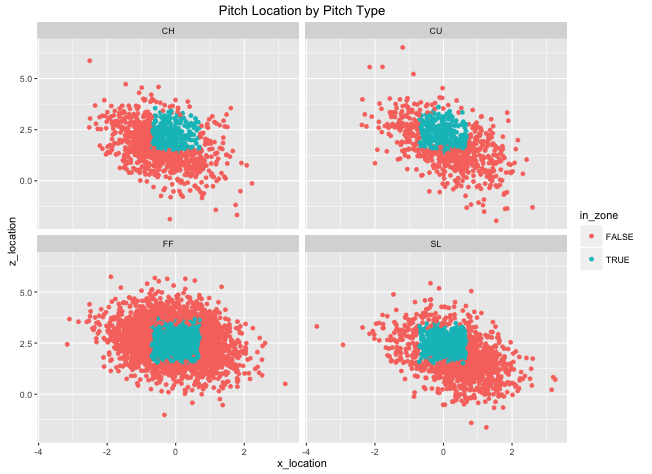 Pitch Location by Pitch Type
CH
CU
5.0
2.5
0.0
FF
SL
5.0
2.5
0.0
-4
-2
0
2
-4
-2
0
2
x_location
z_location
in_zone
FALSE
TRUE